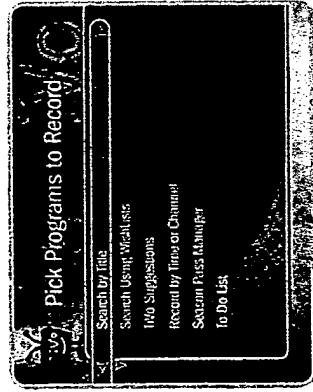 Pick Programs to Record
Search by Title
Search Using WishLists
TiVo Suggestions
Record by Time or Channel
Season Pass Manager
To Do List